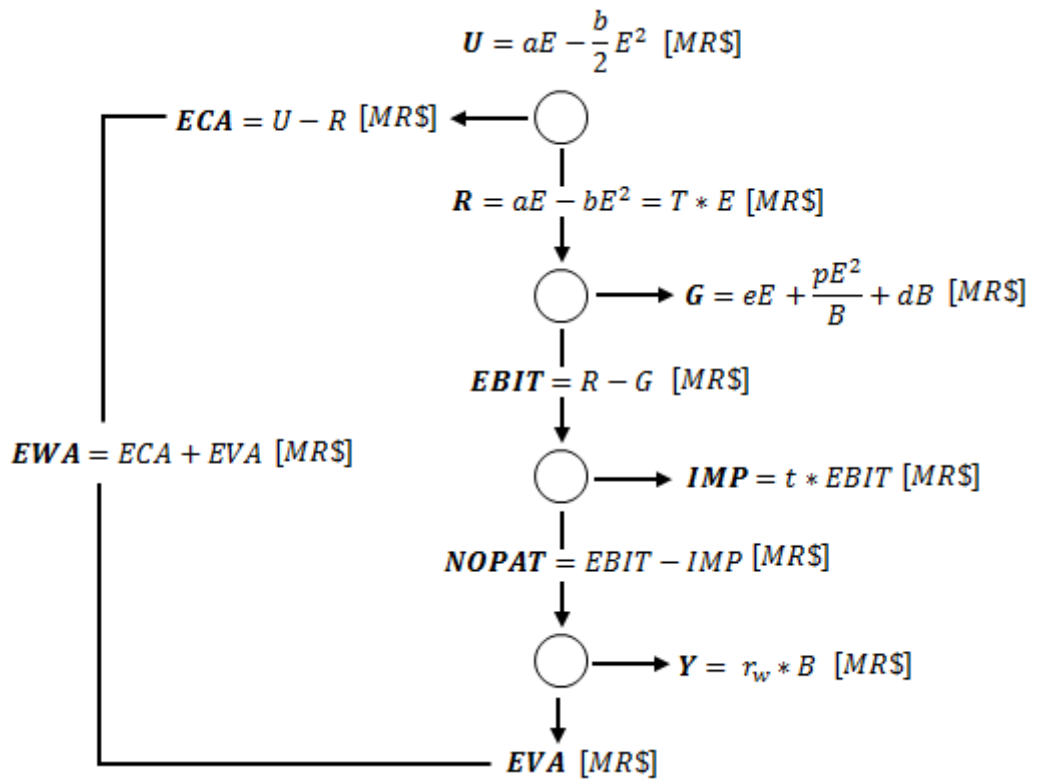 U = aE − b/2 E² [MR$]
ECA = U − R [MR$]
R = aE − bE² = T * E [MR$]
G = eE + pE²/B + dB [MR$]
EBIT = R − G [MR$]
EWA = ECA + EVA [MR$]
IMP = t * EBIT [MR$]
NOPAT = EBIT − IMP [MR$]
Y = r_w * B [MR$]
EVA [MR$]